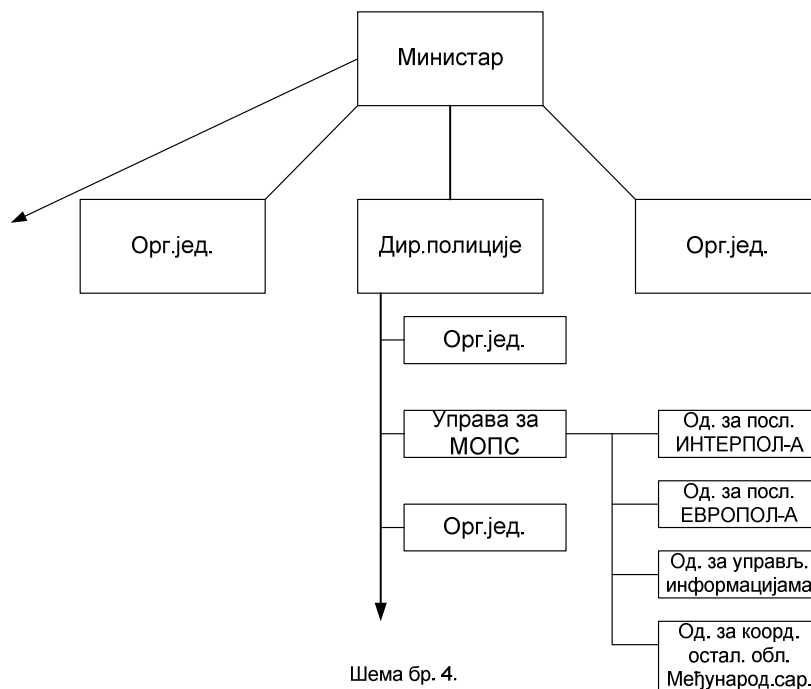 Министар
Орг.јед.
Дир.полиције
Орг.јед.
Орг.јед.
Управа за
МОПС
Орг.јед.
Од. за посл.
ИНТЕРПОЛ-А
Од. за посл.
ЕВРОПОЛ-А
Од. за управљ.
информацијама
Од. за коорд.
остал. обл.
Међународ.сар.
Шема бр. 4.